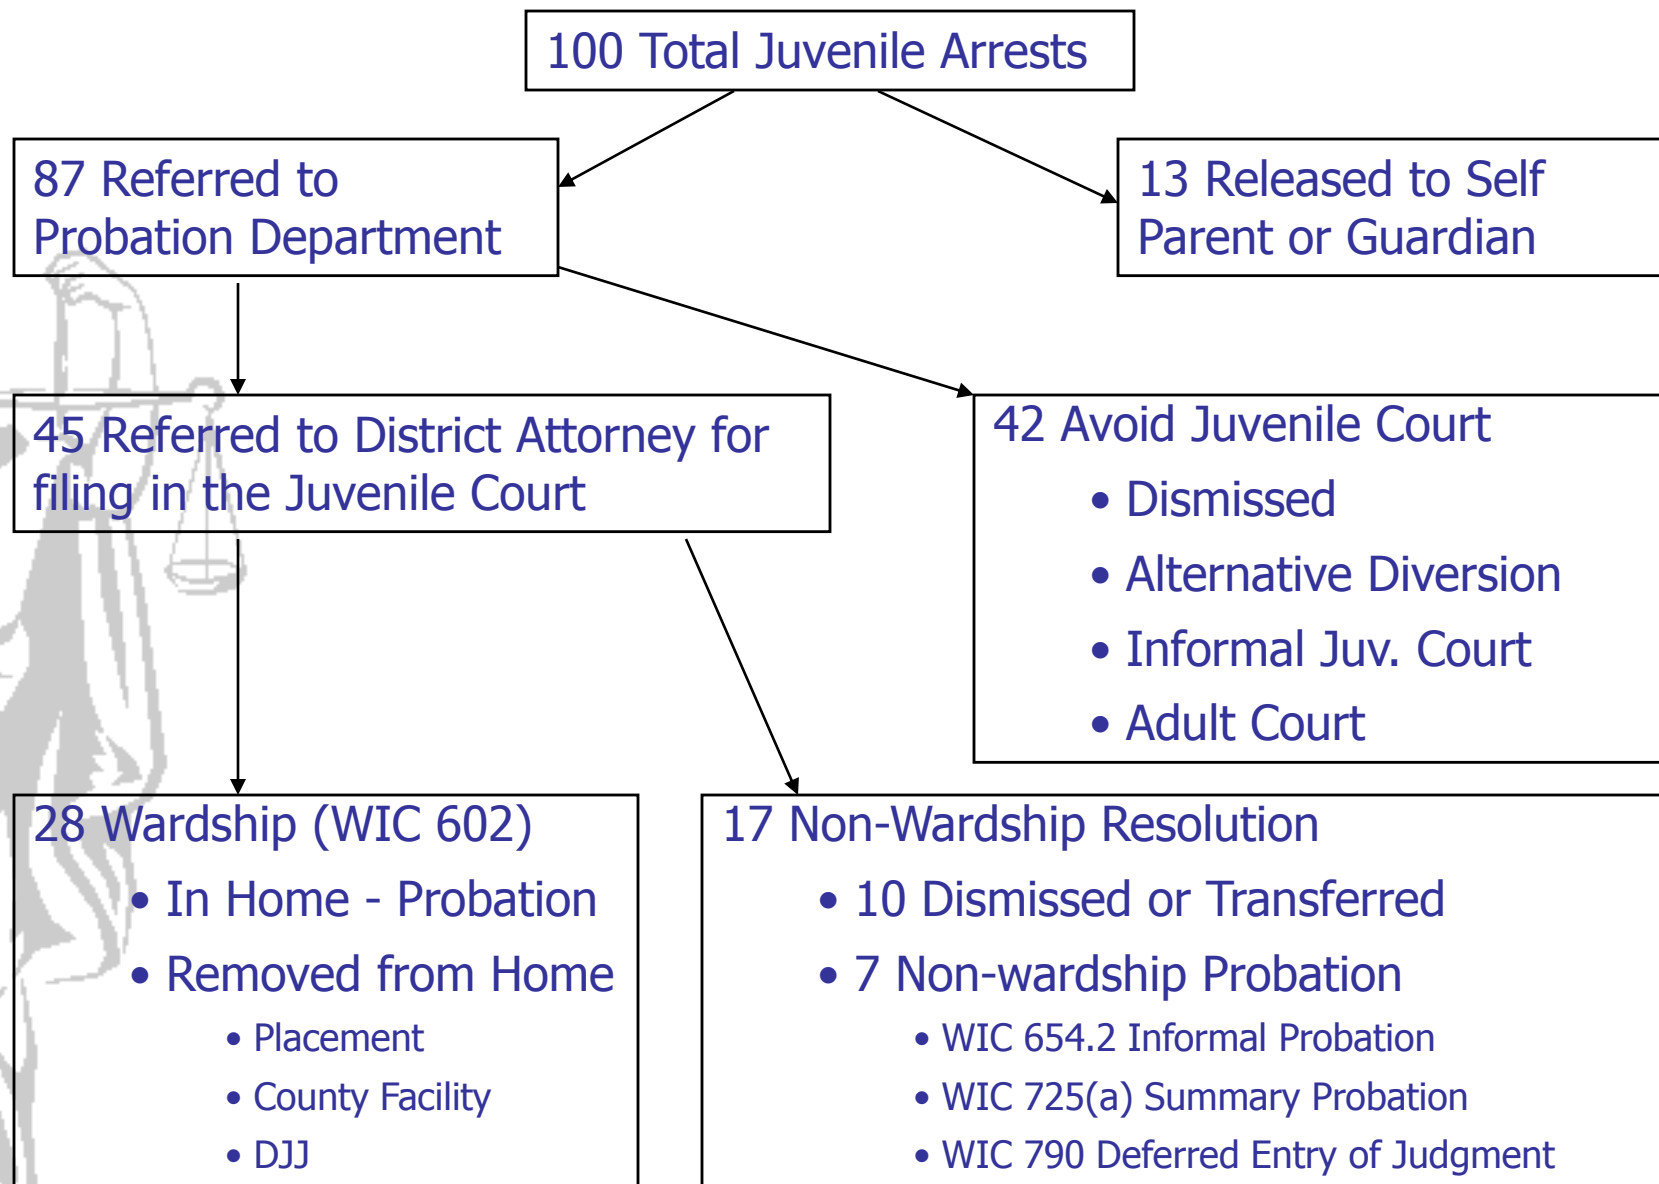 100 Total Juvenile Arrests
87 Referred to
Probation Department
13 Released to Self
Parent or Guardian
45 Referred to District Attorney for
filing in the Juvenile Court
42 Avoid Juvenile Court
• Dismissed
• Alternative Diversion
• Informal Juv. Court
• Adult Court
28 Wardship (WIC 602)
• In Home - Probation
• Removed from Home
• Placement
• County Facility
• DJJ
17 Non-Wardship Resolution
• 10 Dismissed or Transferred
• 7 Non-wardship Probation
• WIC 654.2 Informal Probation
• WIC 725(a) Summary Probation
• WIC 790 Deferred Entry of Judgment